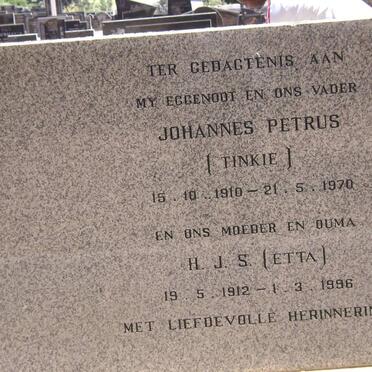 TER GEDAGTENIS AAN
MY EGGENOOT EN ONS VADER
JOHANNES PETRUS
(TINKIE)
15. 10. 1910 – 21. 5. 1970
EN ONS MOEDER EN OUMA
H. J. S. (ETTA)
19. 5. 1912 – 1. 3. 1996
MET LIEFDEVOLLE HERINNERIN